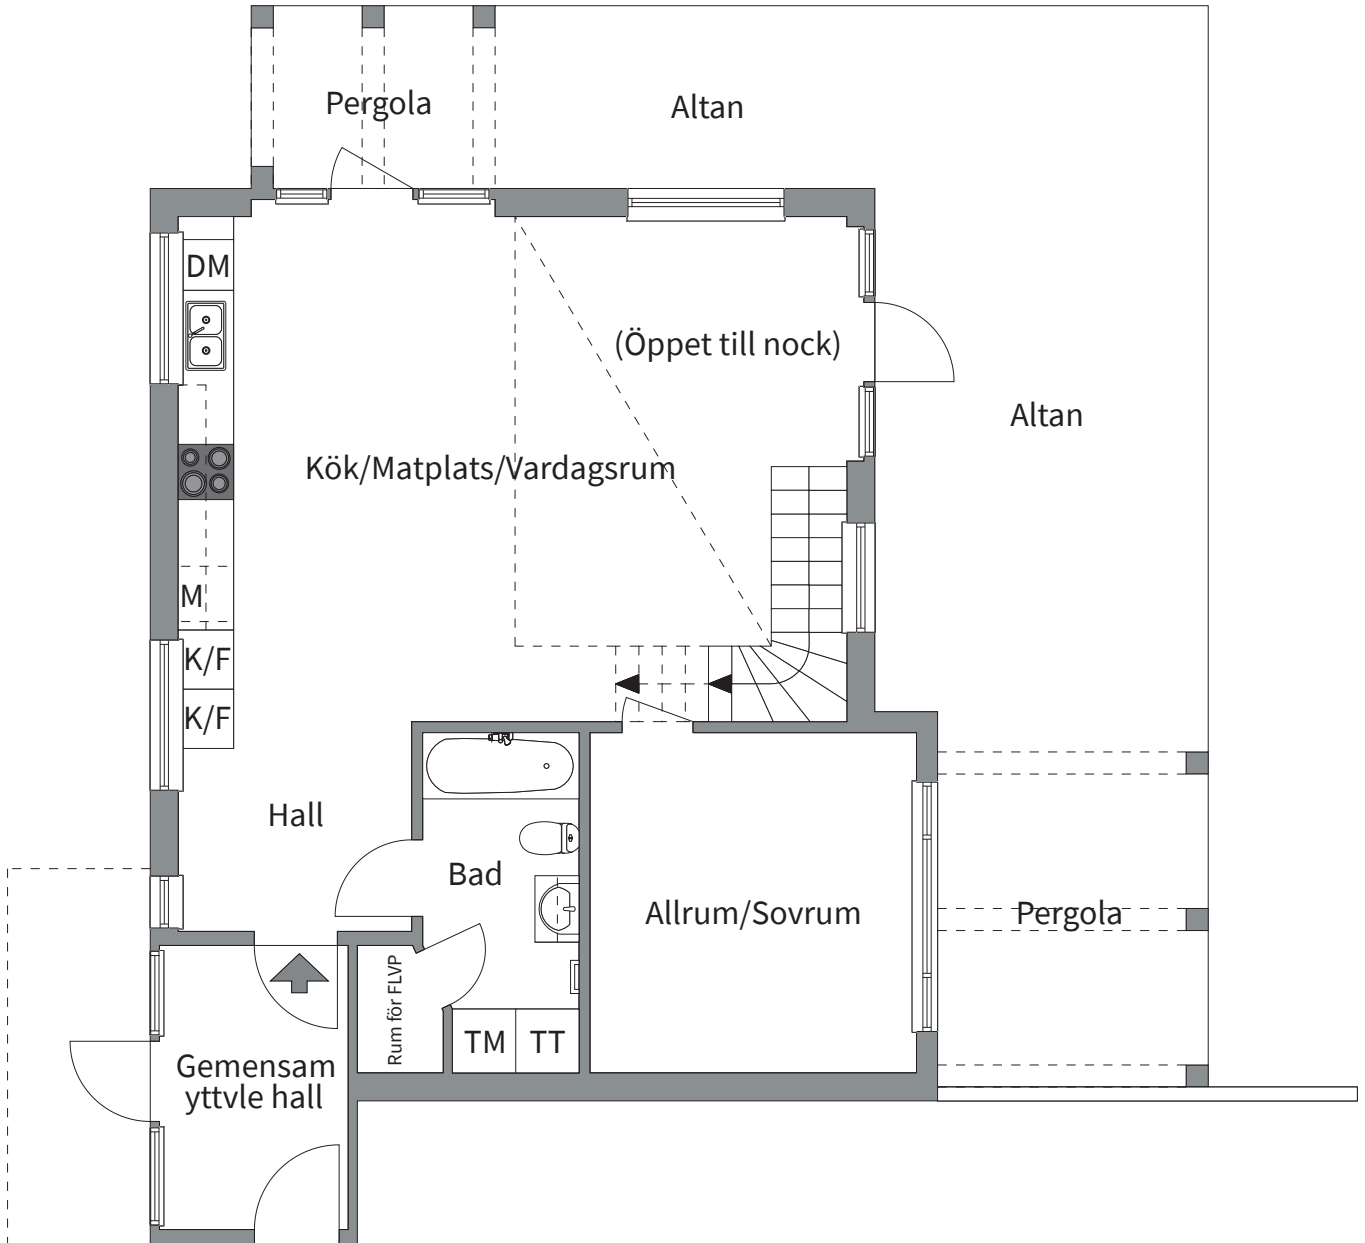 Pergola
Altan
DM
(Öppet till nock)
Altan
Kök/Matplats/Vardagsrum
M
K/F
K/F
Hall
Bad
Allrum/Sovrum
Pergola
Rum för FLVP
TM
TT
Gemensam
yttvle hall